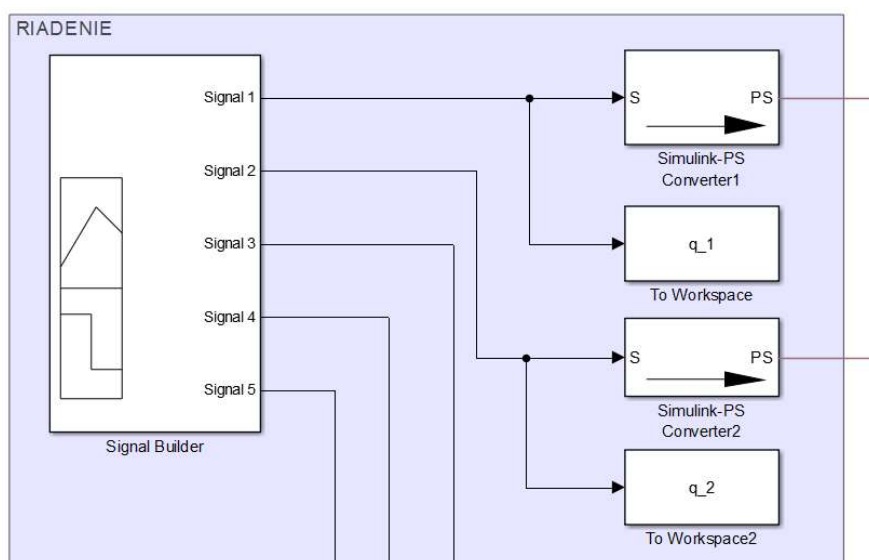 RIADENIE
Signal 1
Signal 2
Signal 3
Signal 4
Signal 5
Signal Builder
S PS
Simulink-PS
Converter1
q_1
To Workspace
S PS
Simulink-PS
Converter2
q_2
To Workspace2